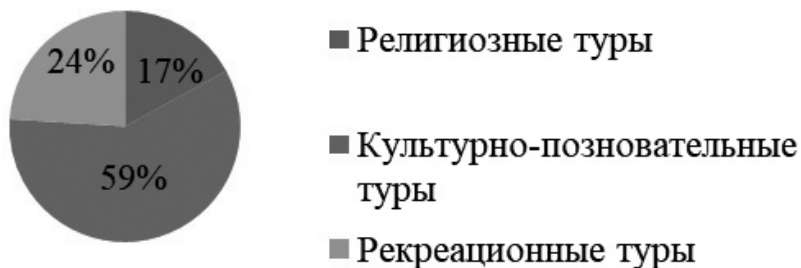 24%
17%
59%
Религиозные туры
Культурно-позновательные
туры
Рекреационные туры